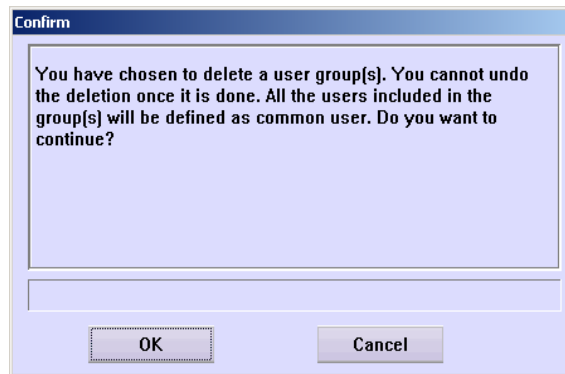 Confirm
You have chosen to delete a user group(s). You cannot undo
the deletion once it is done. All the users included in the
group(s) will be defined as common user. Do you want to
continue?
OK
Cancel